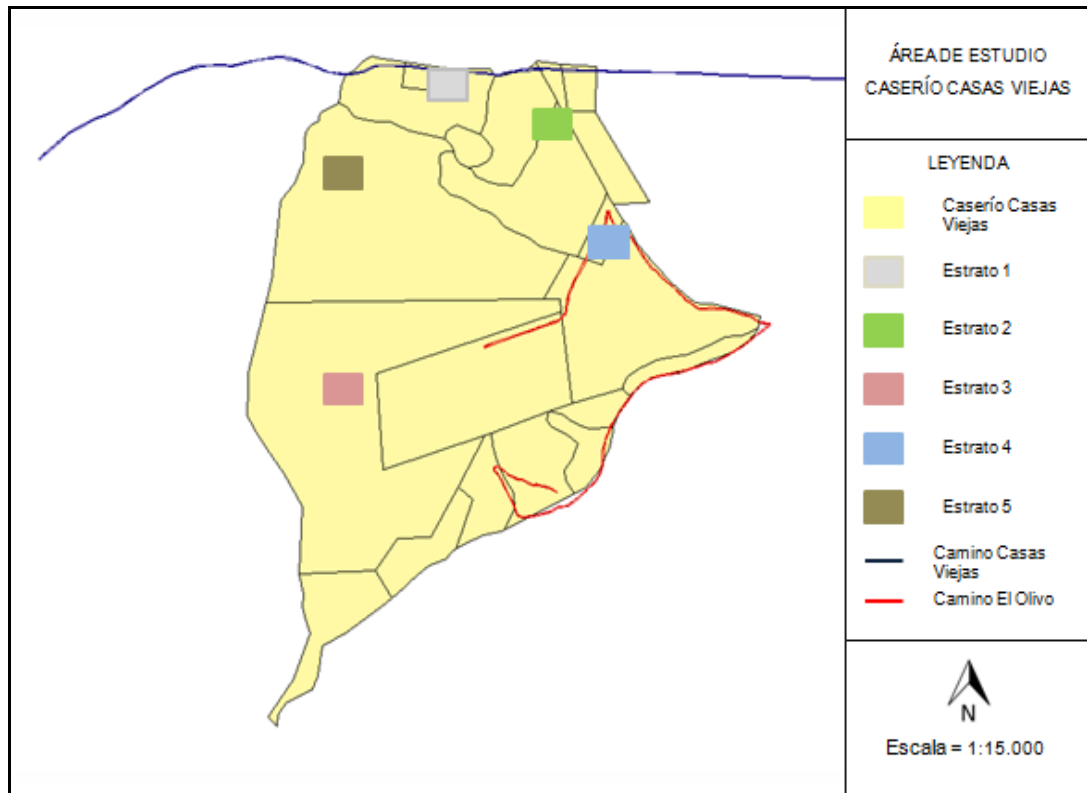 ÁREA DE ESTUDIO
CASERÍO CASAS VIEJAS
LEYENDA
Caserío Casas
Viejas
Estrato 1
Estrato 2
Estrato 3
Estrato 4
Estrato 5
Camino Casas
Viejas
Camino El Olivo
N
Escala = 1:15.000